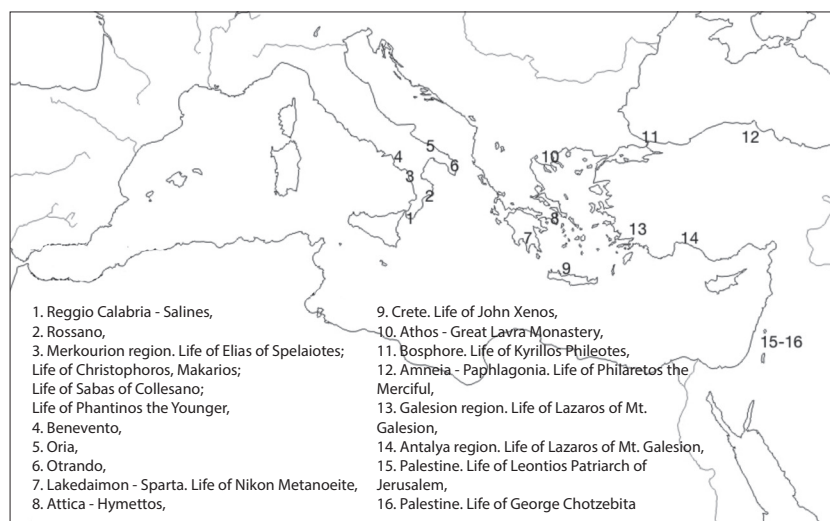 11
12
5
10
4
6
3
2
13
14
1
8
7
9
15-16
1. Reggio Calabria - Salines,
2. Rossano,
3. Merkourion region. Life of Elias of Spelaiotes;
Life of Christophoros, Makarios;
Life of Sabas of Collesano;
Life of Phantinos the Younger,
4. Benevento,
5. Oria,
6. Otrando,
7. Lakedaimon - Sparta. Life of Nikon Metanoeite,
8. Attica - Hymettos,
9. Crete. Life of John Xenos,
10. Athos - Great Lavra Monastery,
11. Bosphore. Life of Kyrillos Phileotes,
12. Amneia - Paphlagonia. Life of Philaretos the
Merciful,
13. Galesion region. Life of Lazaros of Mt.
Galesion,
14. Antalya region. Life of Lazaros of Mt. Galesion,
15. Palestine. Life of Leontios Patriarch of
Jerusalem,
16. Palestine. Life of George Chotzebita